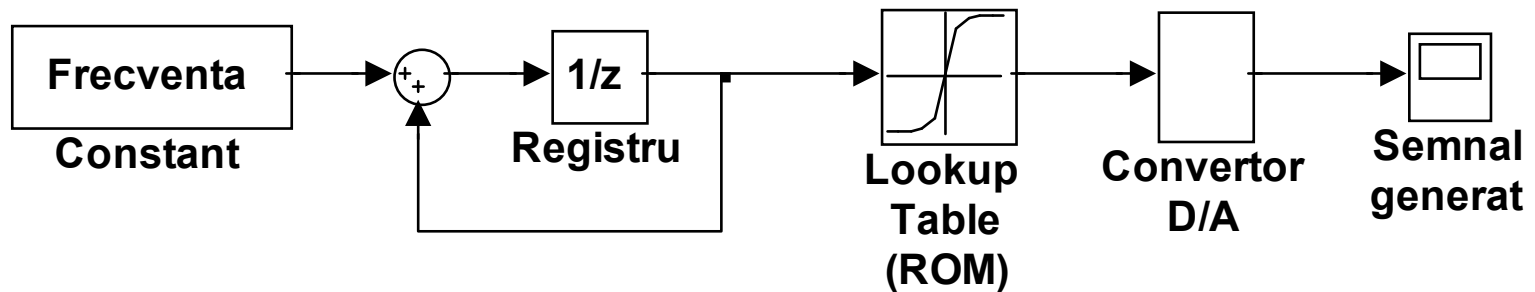 Frecventa
Constant
+
+
1/z
Registru
Lookup
Table
(ROM)
Convertor
D/A
Semnal
generat